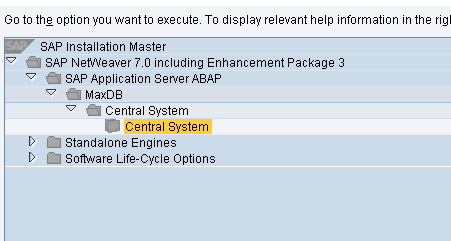 Go to the option you want to execute. To display relevant help information in the rig
SAP SAP Installation Master
SAP NetWeaver 7.0 including Enhancement Package 3
SAP Application Server ABAP
MaxDB
Central System
Central System
Standalone Engines
Software Life-Cycle Options